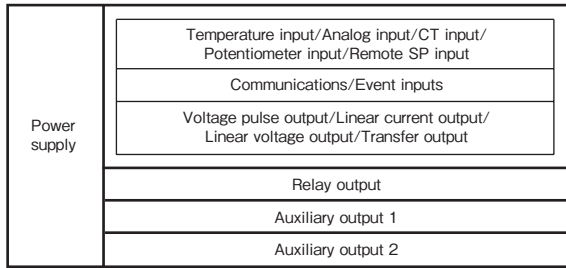 Temperature input/Analog input/CT input/
Potentiometer input/Remote SP input
Communications/Event inputs
Power
supply
Voltage pulse output/Linear current output/
Linear voltage output/Transfer output
Relay output
Auxiliary output 1
Auxiliary output 2